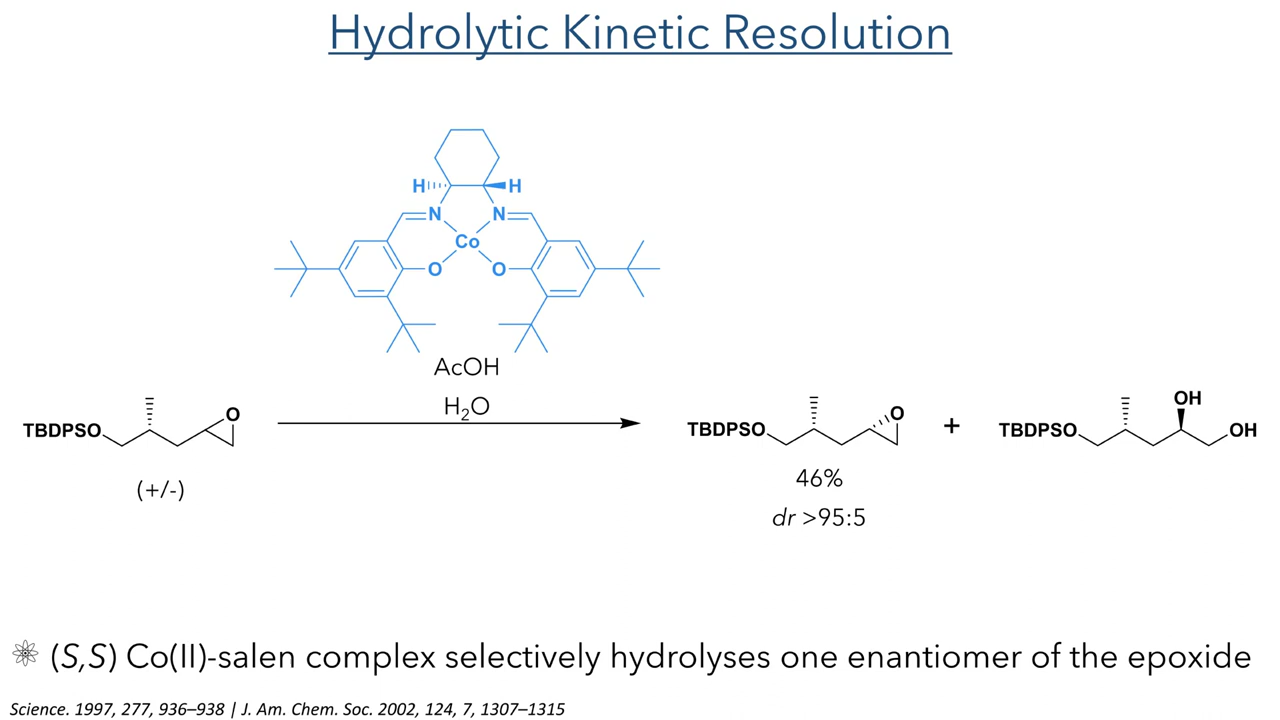 Hydrolytic Kinetic Resolution
H H
N N
Co
O O
AcOH
H₂O
TBDPSO O
(+/-)
TBDPSO O
46%
dr >95:5
+
TBDPSO OH OH
(S,S) Co(II)-salen complex selectively hydrolyses one enantiomer of the epoxide
Science. 1997, 277, 936–938 | J. Am. Chem. Soc. 2002, 124, 7, 1307–1315